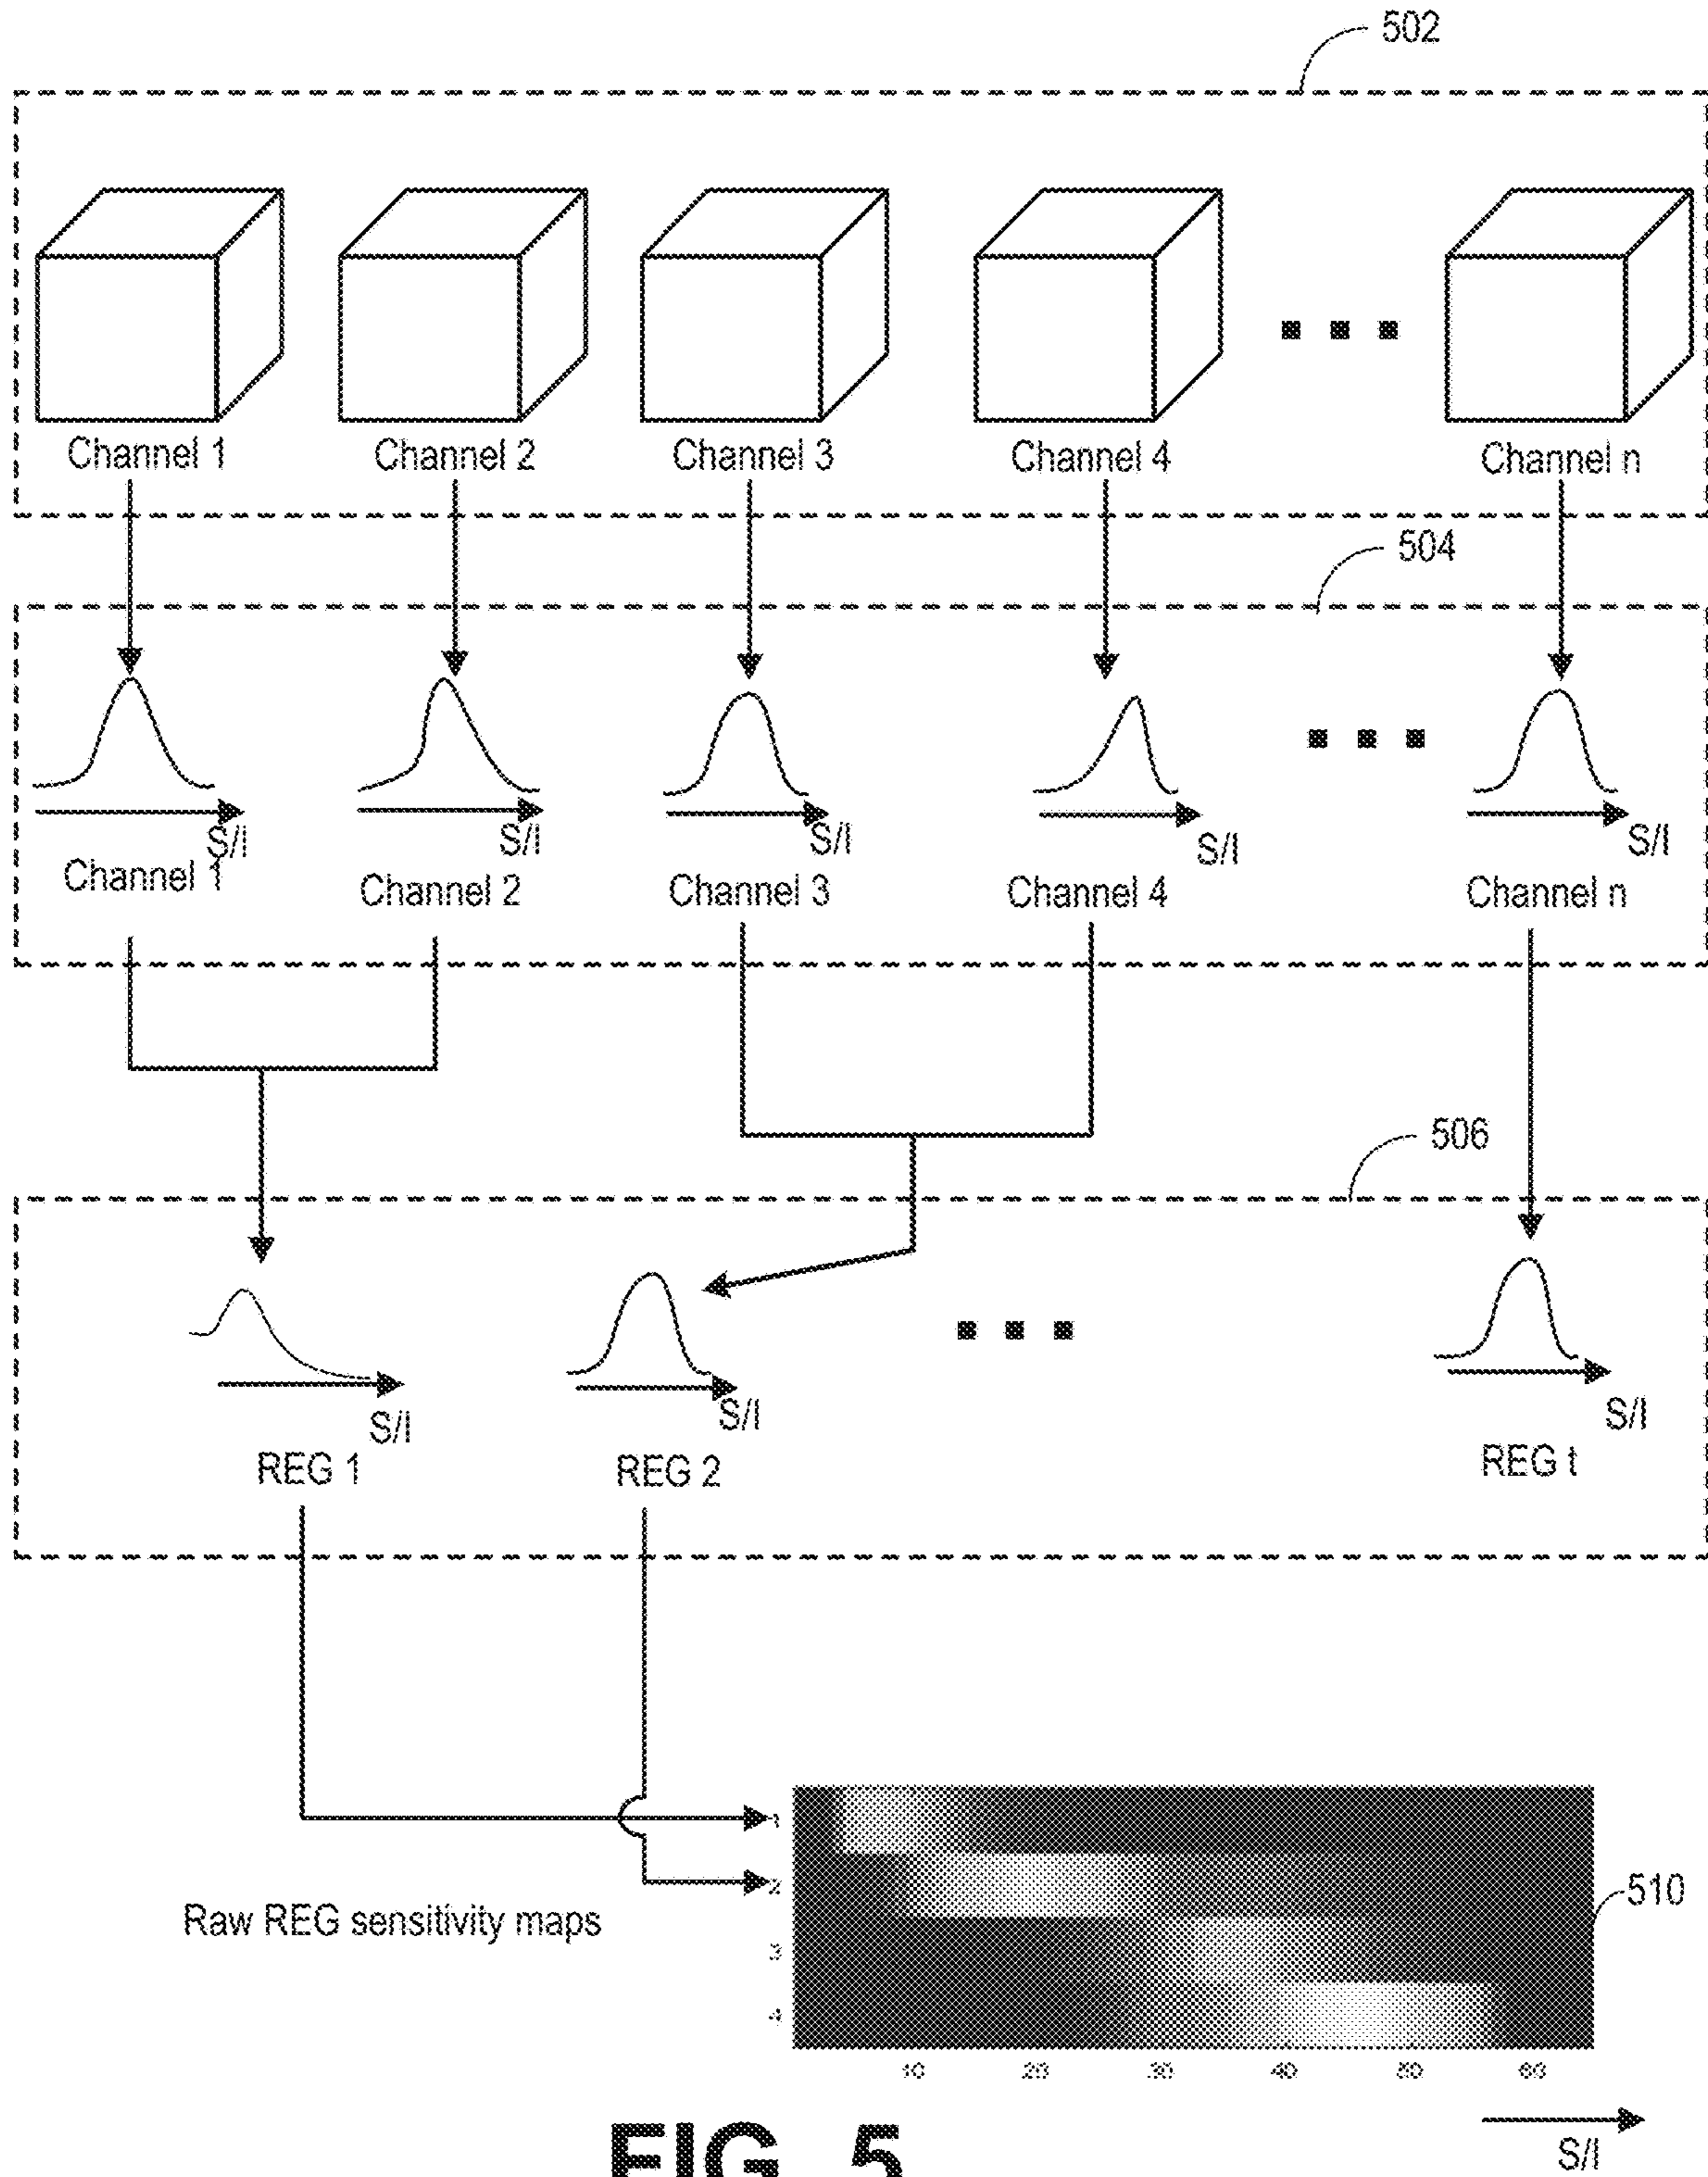 502
Channel 1 Channel 2 Channel 3 Channel 4 Channel n
504
S/I S/I S/I S/I S/I
Channel 1 Channel 2 Channel 3 Channel 4 Channel n
506
S/I S/I S/I
REG 1 REG 2 REG t
1
2
510
Raw REG sensitivity maps
3
4
10 20 30 40 50 60
S/I
FIG. 5